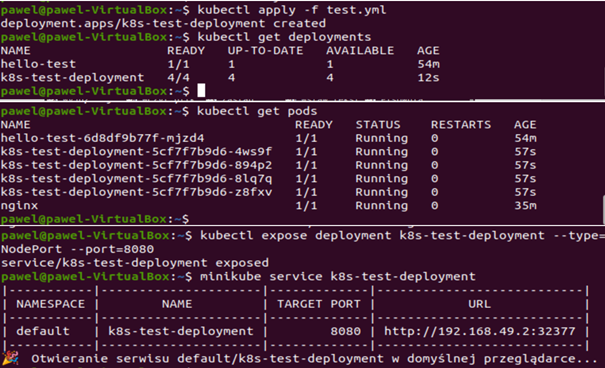 pawel@pawel-VirtualBox:~$ kubectl apply -f test.yml
deployment.apps/k8s-test-deployment created
pawel@pawel-VirtualBox:~$ kubectl get deployments
NAME READY UP-TO-DATE AVAILABLE AGE
hello-test 1/1 1 1 54m
k8s-test-deployment 4/4 4 4 12s
pawel@pawel-VirtualBox:~$
pawel@pawel-VirtualBox:~$ kubectl get pods
NAME READY STATUS RESTARTS AGE
hello-test-6d8df9b77f-mjzd4 1/1 Running 0 54m
k8s-test-deployment-5cf7f7b9d6-4ws9f 1/1 Running 0 57s
k8s-test-deployment-5cf7f7b9d6-894p2 1/1 Running 0 57s
k8s-test-deployment-5cf7f7b9d6-8lq7q 1/1 Running 0 57s
k8s-test-deployment-5cf7f7b9d6-z8fxv 1/1 Running 0 57s
nginx 1/1 Running 0 35m
pawel@pawel-VirtualBox:~$
pawel@pawel-VirtualBox:~$ kubectl expose deployment k8s-test-deployment --type=
NodePort --port=8080
service/k8s-test-deployment exposed
pawel@pawel-VirtualBox:~$ minikube service k8s-test-deployment
|-----------|---------------------|-------------|---------------------------|
| NAMESPACE | NAME | TARGET PORT | URL |
|-----------|---------------------|-------------|---------------------------|
| default | k8s-test-deployment | 8080 | http://192.168.49.2:32377 |
|-----------|---------------------|-------------|---------------------------|
🎉 Otwieranie serwisu default/k8s-test-deployment w domyślnej przeglądarce...